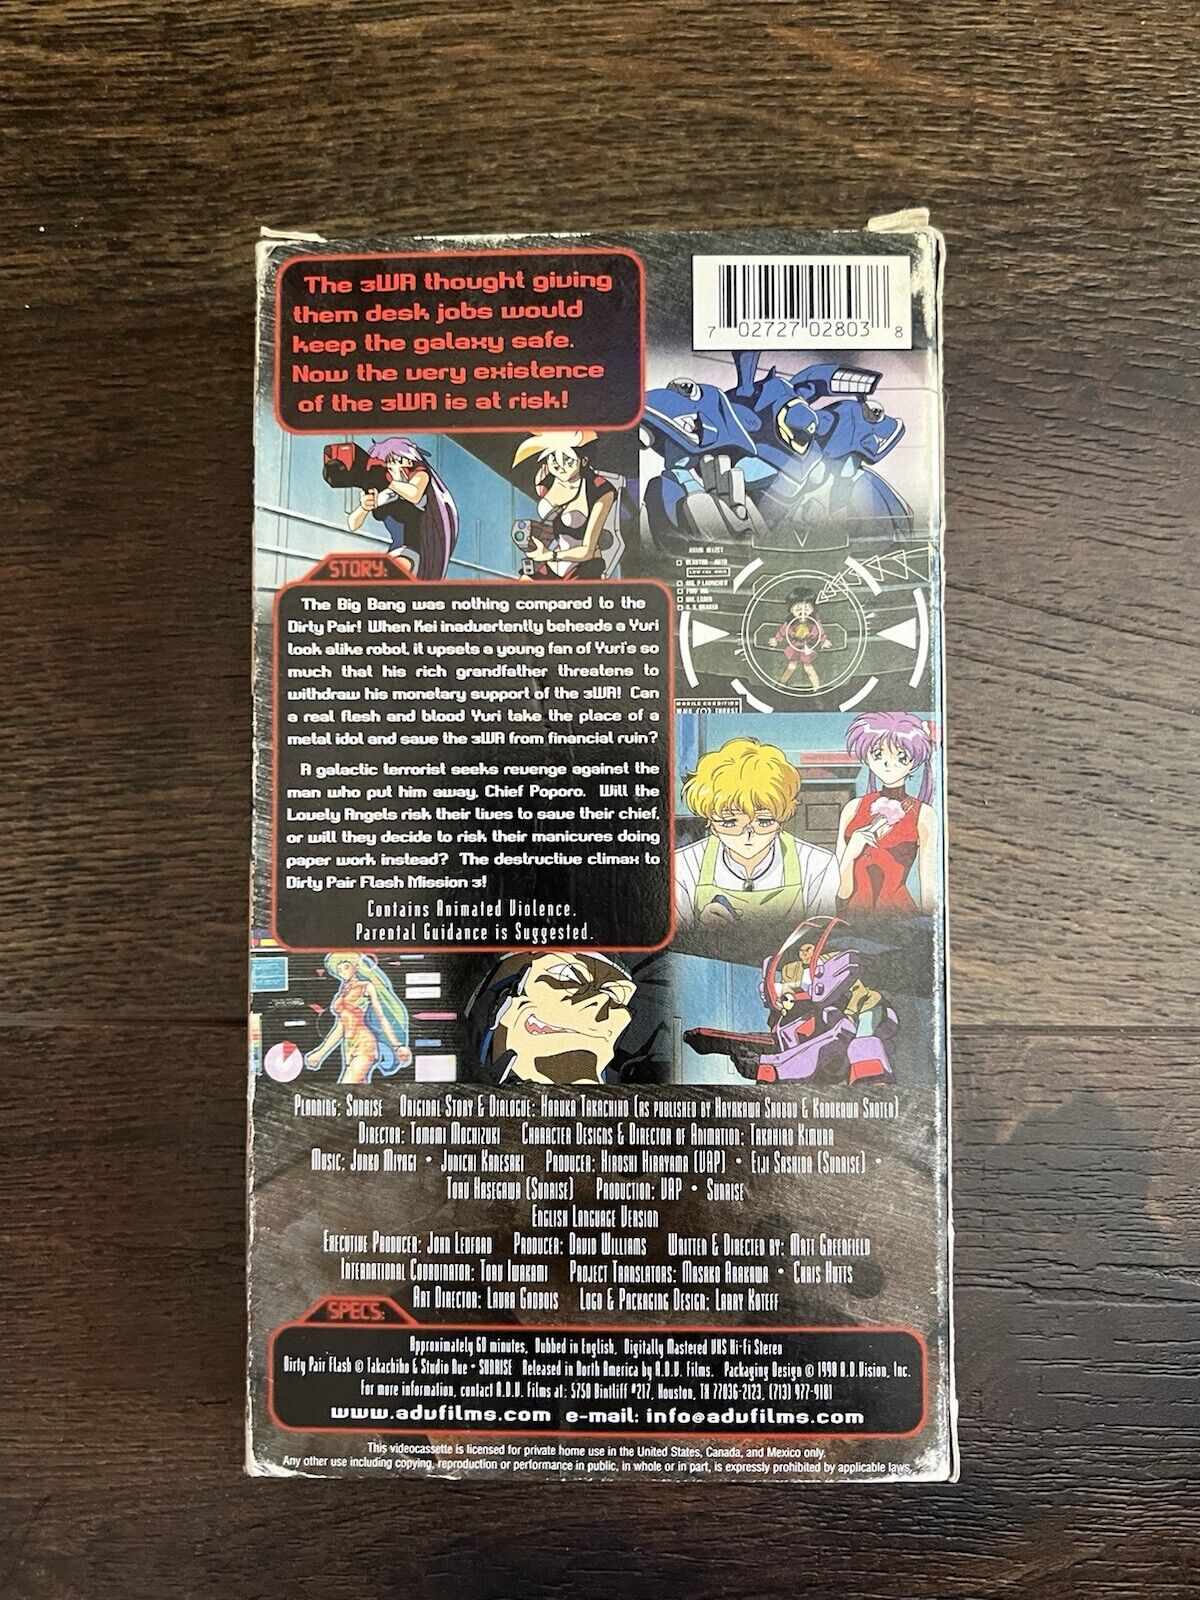 The 3WA thought giving
them desk jobs would
keep the galaxy safe.
Now the very existence
of the 3WA is at risk!
7 02727 02803 8
STORY:
The Big Bang was nothing compared to the
Dirty Pair! When Kei inadvertently beheads a Yuri
look alike robot, it upsets a young fan of Yuri's so
much that his rich grandfather threatens to
withdraw his monetary support of the 3WA! Can
a real flesh and blood Yuri take the place of a
metal idol and save the 3WA from financial ruin?
A galactic terrorist seeks revenge against the
man who put him away, Chief Poporo. Will the
Lovely Angels risk their lives to save their chief,
or will they decide to risk their manicures doing
paper work instead? The destructive climax to
Dirty Pair Flash Mission 3!
Contains Animated Violence.
Parental Guidance is Suggested.
Planning: Sunrise Original Story & Dialogue: Haruka Takachiho (as published by Hayakawa Shobou & Kadokawa Shoten)
Director: Tomomi Mochizuki Character Designs & Director of Animation: Takahiro Kimura
Music: Junko Miyagi • Junichi Kanesaki Producer: Hiroshi Hirayama (VAP) • Eiji Sashida (Sunrise) •
Toru Hasegawa (Sunrise) Production: VAP • Sunrise
English Language Version
Executive Producer: John Ledford Producer: David Williams Written & Directed by: Matt Greenfield
International Coordinator: Toru Iwakami Project Translators: Masako Arakawa • Chris Hutts
Art Director: Laura Gadbois Logo & Packaging Design: Larry Koteff
SPECS:
Approximately 60 minutes. Dubbed in English. Digitally Mastered VHS Hi-Fi Stereo
Dirty Pair Flash © Takachiho & Studio Nue • SUNRISE Released in North America by A.D.V. Films. Packaging Design © 1998 A.D.Vision, Inc.
For more information, contact A.D.V. Films at: 5750 Bintliff #217, Houston, TX 77036-2123, (713) 977-9181
www.advfilms.com e-mail: info@advfilms.com
This videocassette is licensed for private home use in the United States, Canada, and Mexico only.
Any other use including copying, reproduction or performance in public, in whole or in part, is expressly prohibited by applicable laws.